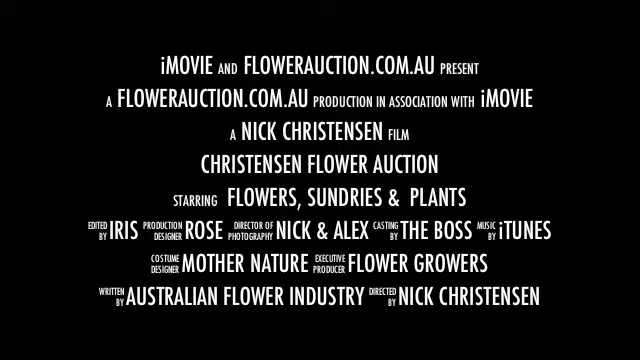 iMOVIE AND FLOWERAUCTION.COM.AU PRESENT
A FLOWERAUCTION.COM.AU PRODUCTION IN ASSOCIATION WITH iMOVIE
A NICK CHRISTENSEN FILM
CHRISTENSEN FLOWER AUCTION
STARRING FLOWERS, SUNDRIES & PLANTS
EDITED BY IRIS PRODUCTION DESIGNER ROSE DIRECTOR OF PHOTOGRAPHY NICK & ALEX CASTING BY THE BOSS MUSIC BY iTUNES
COSTUME DESIGNER MOTHER NATURE EXECUTIVE PRODUCER FLOWER GROWERS
WRITTEN BY AUSTRALIAN FLOWER INDUSTRY DIRECTED BY NICK CHRISTENSEN